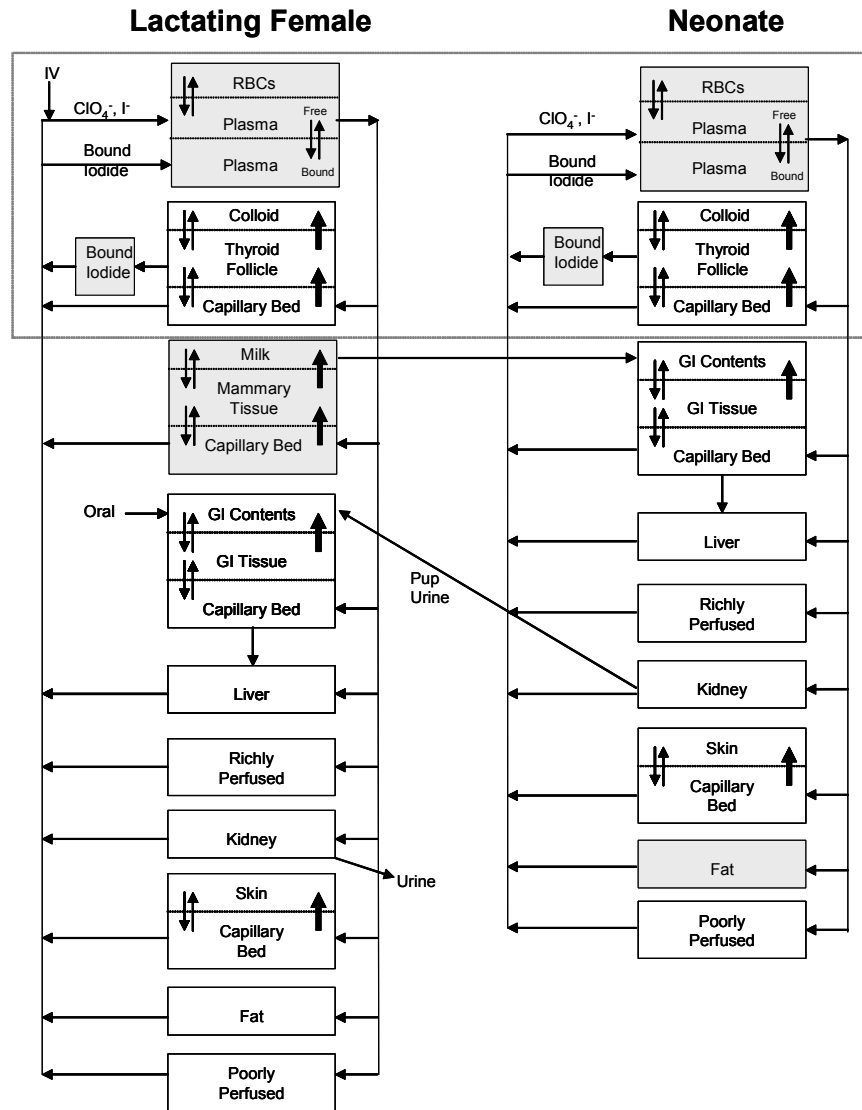 Lactating Female
IV
ClO₄⁻, I⁻
Bound
Iodide
RBCs
Plasma
Free
Plasma
Bound
Colloid
Thyroid
Follicle
Capillary Bed
Bound
Iodide
Milk
Mammary
Tissue
Capillary Bed
Oral
GI Contents
GI Tissue
Capillary Bed
Liver
Richly
Perfused
Kidney
Urine
Skin
Capillary
Bed
Fat
Poorly
Perfused
Pup
Urine
Neonate
ClO₄⁻, I⁻
Bound
Iodide
RBCs
Plasma
Free
Plasma
Bound
Colloid
Thyroid
Follicle
Capillary Bed
Bound
Iodide
GI Contents
GI Tissue
Capillary Bed
Liver
Richly
Perfused
Kidney
Skin
Capillary
Bed
Fat
Poorly
Perfused